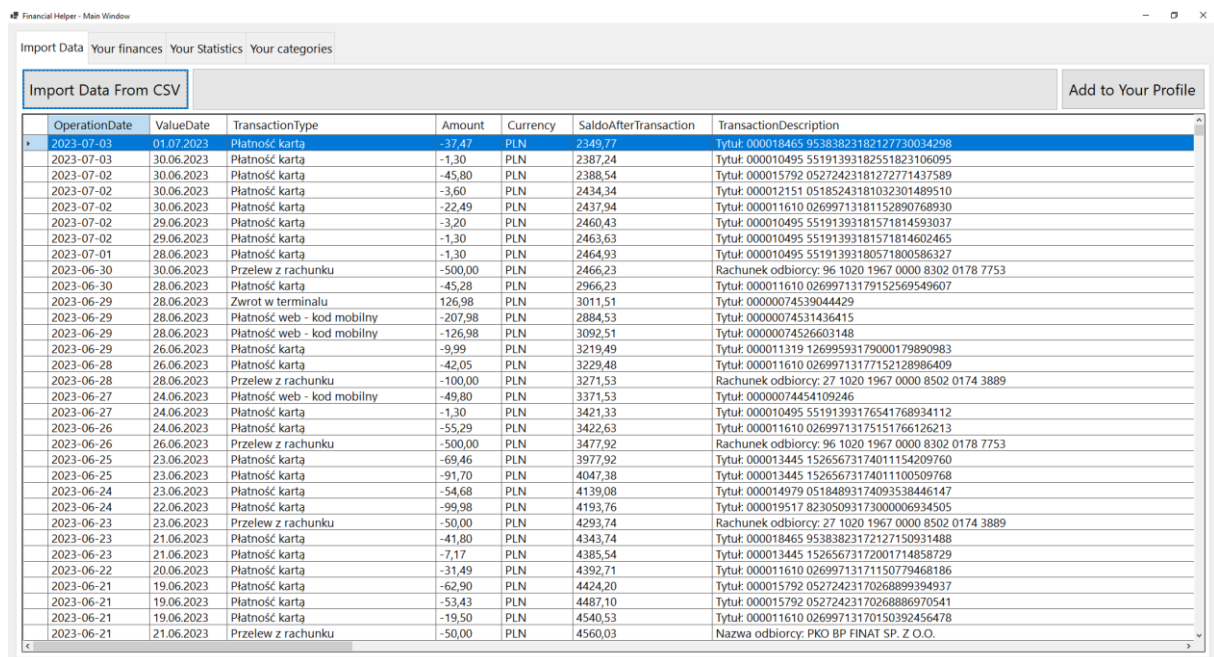 Financial Helper - Main Window
Import Data Your finances Your Statistics Your categories
Import Data From CSV Add to Your Profile
OperationDate ValueDate TransactionType Amount Currency SaldoAfterTransaction TransactionDescription
2023-07-03 01.07.2023 Płatność kartą -37,47 PLN 2349,77 Tytuł: 000018465 95383823182127730034298
2023-07-03 30.06.2023 Płatność kartą -1,30 PLN 2387,24 Tytuł: 000010495 55191393182551823106095
2023-07-02 30.06.2023 Płatność kartą -45,80 PLN 2388,54 Tytuł: 000015792 05272423181272771437589
2023-07-02 30.06.2023 Płatność kartą -3,60 PLN 2434,34 Tytuł: 000012151 05185243181032301489510
2023-07-02 30.06.2023 Płatność kartą -22,49 PLN 2437,94 Tytuł: 000011610 02699713181152890768930
2023-07-02 29.06.2023 Płatność kartą -3,20 PLN 2460,43 Tytuł: 000010495 55191393181571814593037
2023-07-02 29.06.2023 Płatność kartą -1,30 PLN 2463,63 Tytuł: 000010495 55191393181571814602465
2023-07-01 28.06.2023 Płatność kartą -1,30 PLN 2464,93 Tytuł: 000010495 55191393180571800586327
2023-06-30 30.06.2023 Przelew z rachunku -500,00 PLN 2466,23 Rachunek odbiorcy: 96 1020 1967 0000 8302 0178 7753
2023-06-30 28.06.2023 Płatność kartą -45,28 PLN 2966,23 Tytuł: 000011610 02699713179152569549607
2023-06-29 28.06.2023 Zwrot w terminalu 126,98 PLN 3011,51 Tytuł: 00000074539044429
2023-06-29 28.06.2023 Płatność web - kod mobilny -207,98 PLN 2884,53 Tytuł: 00000074531436415
2023-06-29 28.06.2023 Płatność web - kod mobilny -126,98 PLN 3092,51 Tytuł: 00000074526603148
2023-06-29 26.06.2023 Płatność kartą -9,99 PLN 3219,49 Tytuł: 000011319 12699593179000179890983
2023-06-28 26.06.2023 Płatność kartą -42,05 PLN 3229,48 Tytuł: 000011610 02699713177152128986409
2023-06-28 28.06.2023 Przelew z rachunku -100,00 PLN 3271,53 Rachunek odbiorcy: 27 1020 1967 0000 8502 0174 3889
2023-06-27 24.06.2023 Płatność web - kod mobilny -49,80 PLN 3371,53 Tytuł: 00000074454109246
2023-06-27 24.06.2023 Płatność kartą -1,30 PLN 3421,33 Tytuł: 000010495 55191393176541768934112
2023-06-26 24.06.2023 Płatność kartą -55,29 PLN 3422,63 Tytuł: 000011610 02699713175151766126213
2023-06-26 26.06.2023 Przelew z rachunku -500,00 PLN 3477,92 Rachunek odbiorcy: 96 1020 1967 0000 8302 0178 7753
2023-06-25 23.06.2023 Płatność kartą -69,46 PLN 3977,92 Tytuł: 000013445 15265673174011154209760
2023-06-25 23.06.2023 Płatność kartą -91,70 PLN 4047,38 Tytuł: 000013445 15265673174011100509768
2023-06-24 23.06.2023 Płatność kartą -54,68 PLN 4139,08 Tytuł: 000014979 05184893174093538446147
2023-06-24 22.06.2023 Płatność kartą -99,98 PLN 4193,76 Tytuł: 000019517 82305093173000006934505
2023-06-23 23.06.2023 Przelew z rachunku -50,00 PLN 4293,74 Rachunek odbiorcy: 27 1020 1967 0000 8502 0174 3889
2023-06-23 21.06.2023 Płatność kartą -41,80 PLN 4343,74 Tytuł: 000018465 95383823172127150931488
2023-06-23 21.06.2023 Płatność kartą -7,17 PLN 4385,54 Tytuł: 000013445 15265673172001714858729
2023-06-22 20.06.2023 Płatność kartą -31,49 PLN 4392,71 Tytuł: 000011610 02699713171150779468186
2023-06-21 19.06.2023 Płatność kartą -62,90 PLN 4424,20 Tytuł: 000015792 05272423170268899394937
2023-06-21 19.06.2023 Płatność kartą -53,43 PLN 4487,10 Tytuł: 000015792 05272423170268886970541
2023-06-21 19.06.2023 Płatność kartą -19,50 PLN 4540,53 Tytuł: 000011610 02699713170150392456478
2023-06-21 21.06.2023 Przelew z rachunku -50,00 PLN 4560,03 Nazwa odbiorcy: PKO BP FINAT SP. Z O.O.